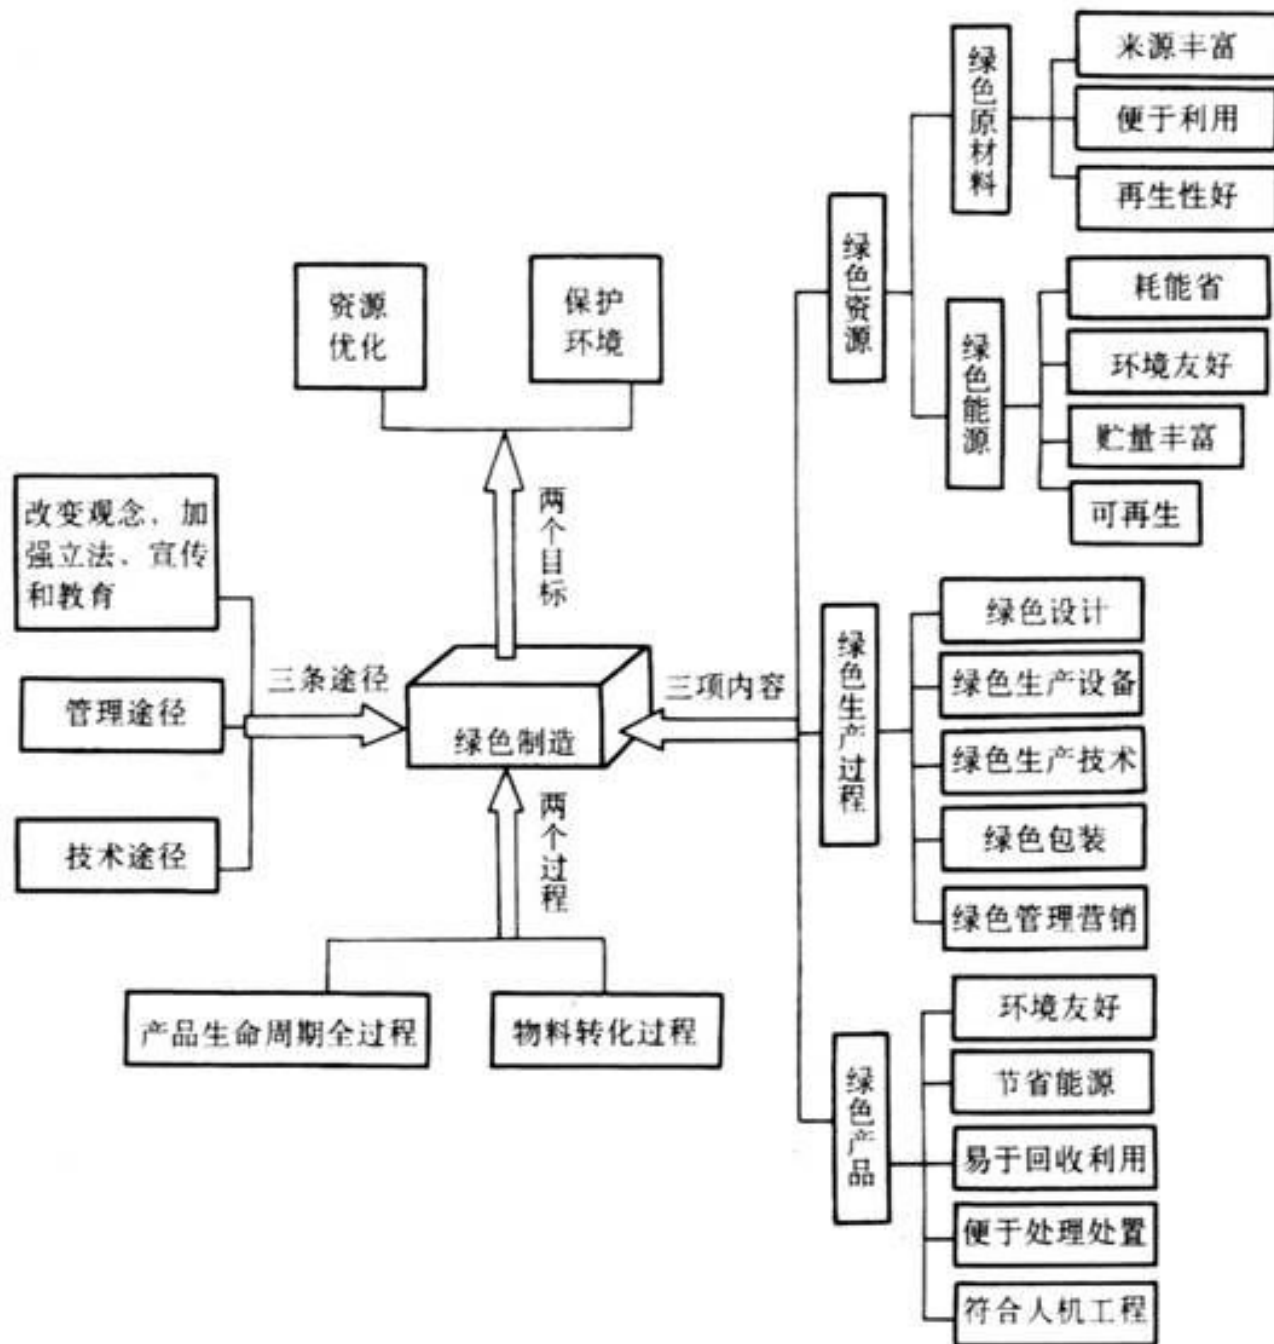 来源丰富
便于利用
再生性好
绿色原材料
绿色资源
耗能省
环境友好
贮量丰富
可再生
绿色能源
资源
优化
保护
环境
两个目标
改变观念、加
强立法、宣传
和教育
管理途径
技术途径
三条途径
绿色制造
三项内容
两个过程
产品生命周期全过程
物料转化过程
绿色生产过程
绿色设计
绿色生产设备
绿色生产技术
绿色包装
绿色管理营销
绿色产品
环境友好
节省能源
易于回收利用
便于处理处置
符合人机工程